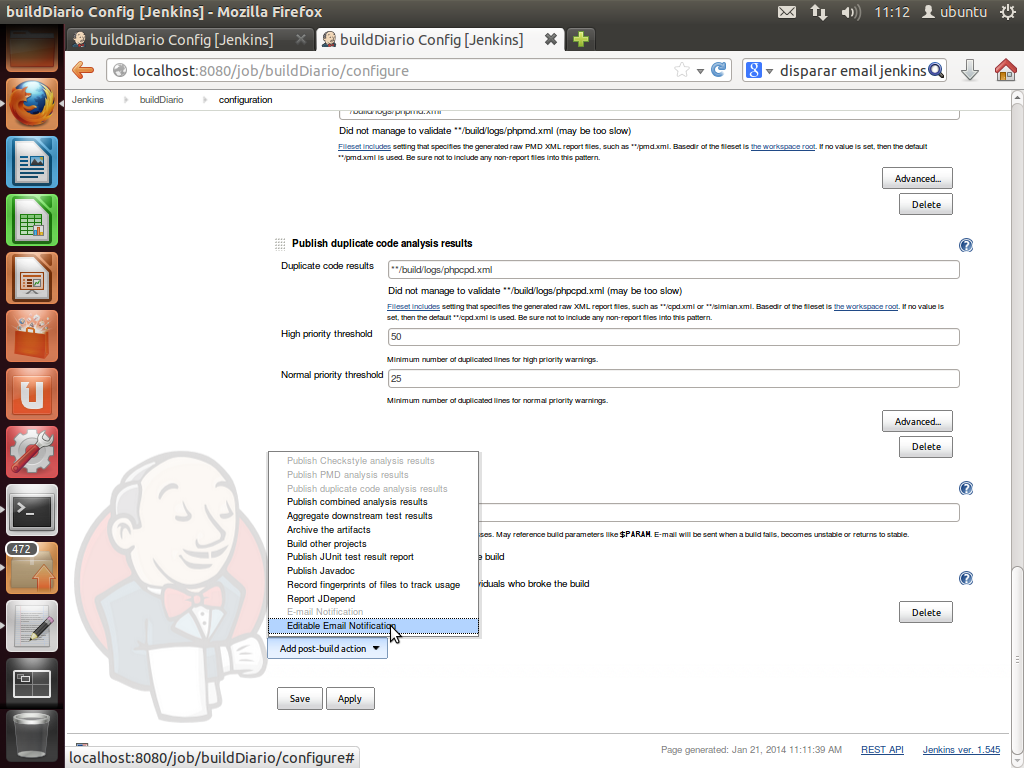 buildDiario Config [Jenkins] - Mozilla Firefox
11:12
ubuntu
buildDiario Config [Jenkins]
buildDiario Config [Jenkins]
localhost:8080/job/buildDiario/configure
disparar email jenkins
Jenkins
buildDiario
configuration
**/build/logs/phpmd.xml
Did not manage to validate **/build/logs/phpmd.xml (may be too slow)
Fileset includes setting that specifies the generated raw PMD XML report files, such as **/pmd.xml. Basedir of the fileset is the workspace root. If no value is set, then the default
**/pmd.xml is used. Be sure not to include any non-report files into this pattern.
Advanced...
Delete
Publish duplicate code analysis results
Duplicate code results
**/build/logs/phpcpd.xml
Did not manage to validate **/build/logs/phpcpd.xml (may be too slow)
Fileset includes setting that specifies the generated raw XML report files, such as **/cpd.xml or **/simian.xml. Basedir of the fileset is the workspace root. If no value is
set, then the default **/cpd.xml is used. Be sure not to include any non-report files into this pattern.
High priority threshold
50
Minimum number of duplicated lines for high priority warnings.
Normal priority threshold
25
Minimum number of duplicated lines for normal priority warnings.
Advanced...
Delete
Publish Checkstyle analysis results
Publish PMD analysis results
Publish duplicate code analysis results
Publish combined analysis results
Aggregate downstream test results
Archive the artifacts
Build other projects
Publish JUnit test result report
Publish Javadoc
Record fingerprints of files to track usage
Report JDepend
E-mail Notification
Editable Email Notification
sses. May reference build parameters like $PARAM. E-mail will be sent when a build fails, becomes unstable or returns to stable.
e build
viduals who broke the build
Delete
Add post-build action
Save
Apply
472
Page generated: Jan 21, 2014 11:11:39 AM
REST API
Jenkins ver. 1.545
localhost:8080/job/buildDiario/configure#